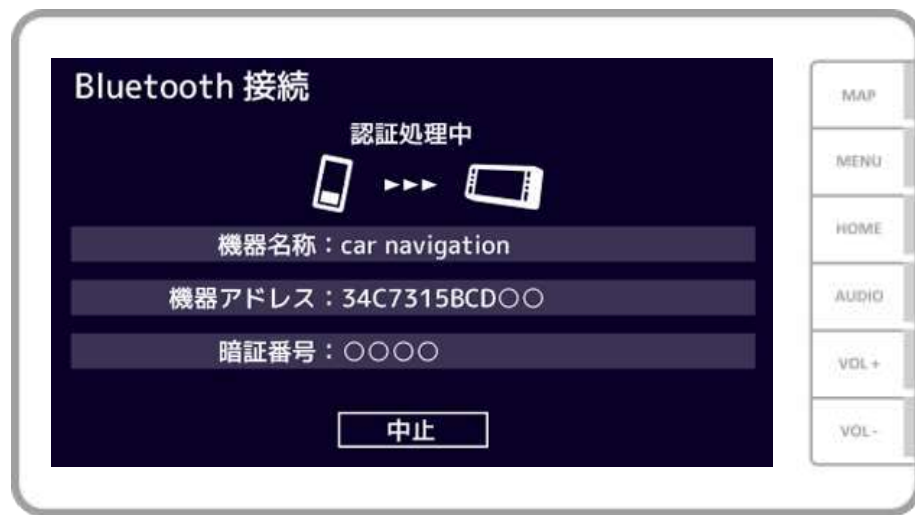 Bluetooth 接続
認証処理中
機器名称：car navigation
機器アドレス：34C7315BCD○○
暗証番号：○○○○
中止
MAP
MENU
HOME
AUDIO
VOL +
VOL -